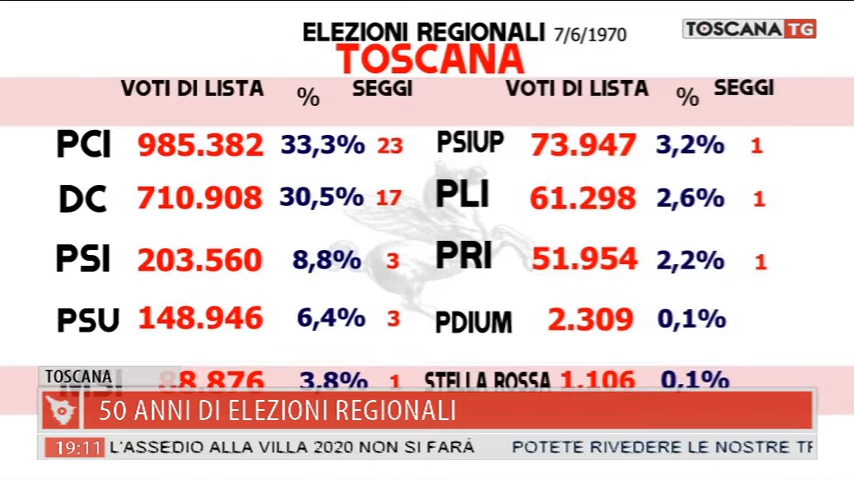 ELEZIONI REGIONALI 7/6/1970
TOSCANA TG
TOSCANA
VOTI DI LISTA % SEGGI VOTI DI LISTA % SEGGI
PCI 985.382 33,3% 23 PSIUP 73.947 3,2% 1
DC 710.908 30,5% 17 PLI 61.298 2,6% 1
PSI 203.560 8,8% 3 PRI 51.954 2,2% 1
PSU 148.946 6,4% 3 PDIUM 2.309 0,1%
MSI 88.876 3,8% 1 STELLA ROSSA 1.106 0,1%
TOSCANA
50 ANNI DI ELEZIONI REGIONALI
19:11 L'ASSEDIO ALLA VILLA 2020 NON SI FARÀ POTETE RIVEDERE LE NOSTRE